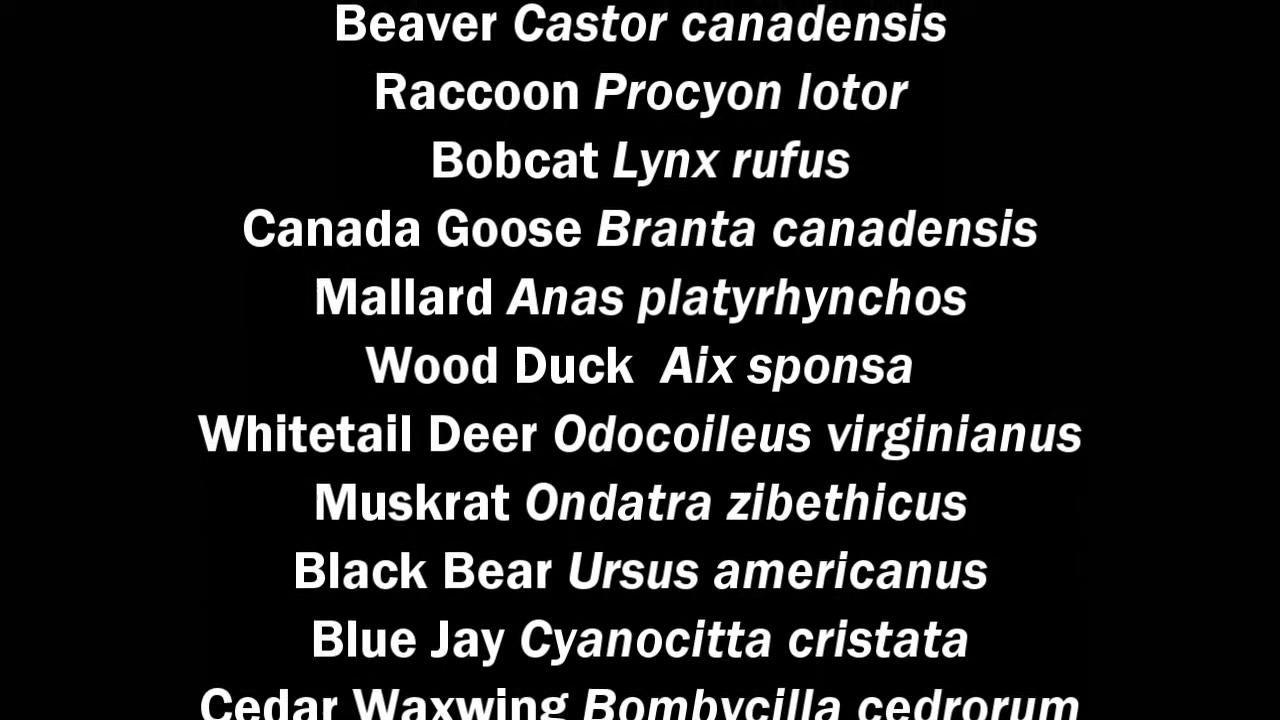 Beaver Castor canadensis
Raccoon Procyon lotor
Bobcat Lynx rufus
Canada Goose Branta canadensis
Mallard Anas platyrhynchos
Wood Duck  Aix sponsa
Whitetail Deer Odocoileus virginianus
Muskrat Ondatra zibethicus
Black Bear Ursus americanus
Blue Jay Cyanocitta cristata
Cedar Waxwing Bombycilla cedrorum